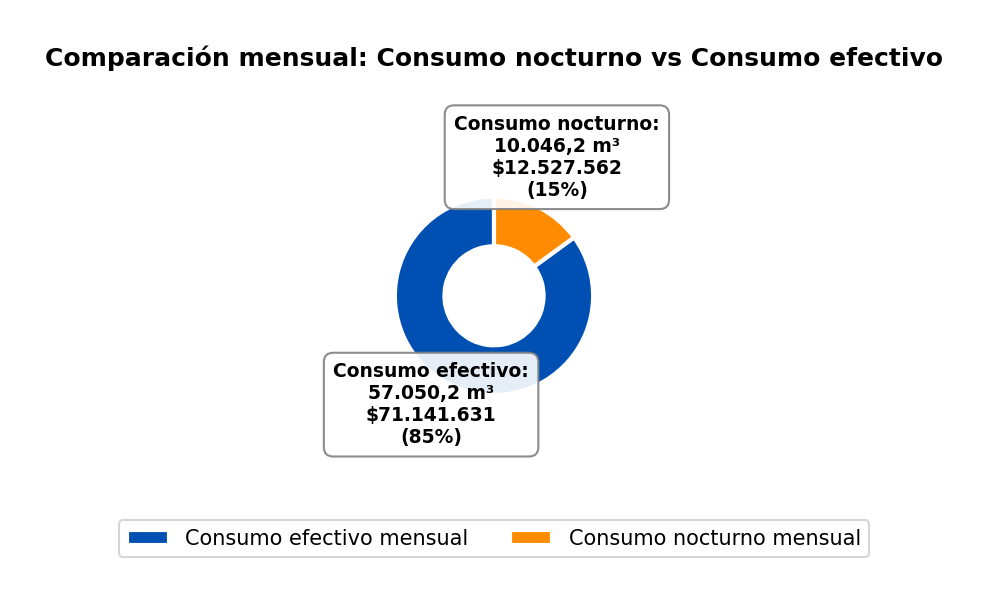 Comparación mensual: Consumo nocturno vs Consumo efectivo
Consumo nocturno:
10.046,2 m³
$12.527.562
(15%)
Consumo efectivo:
57.050,2 m³
$71.141.631
(85%)
Consumo efectivo mensual
Consumo nocturno mensual